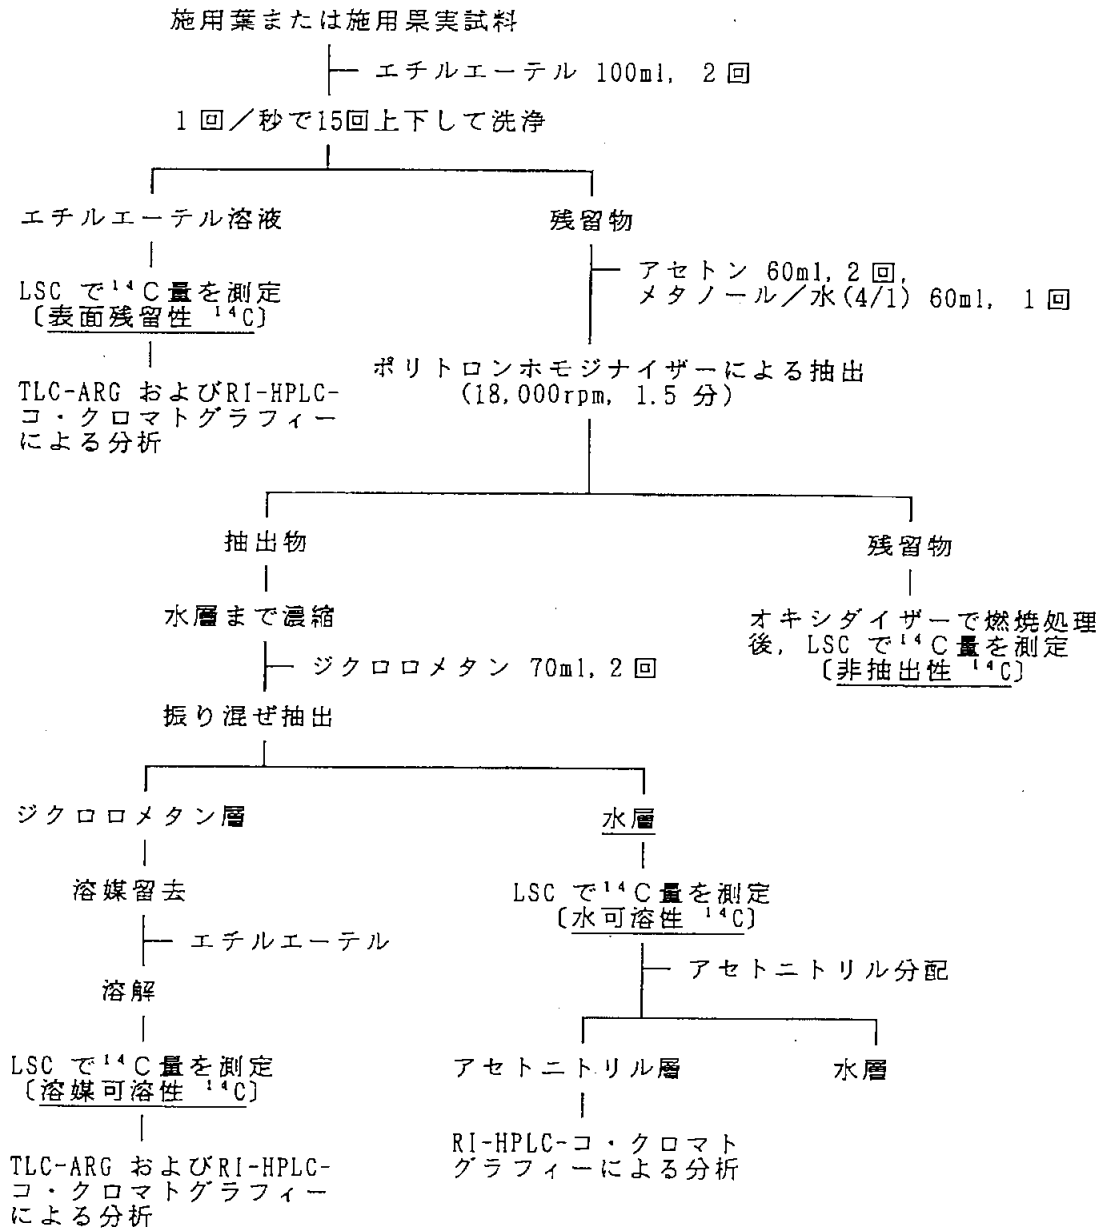 施用葉または施用果実試料
エチルエーテル 100ml, 2回
1回/秒で15回上下して洗浄
エチルエーテル溶液
残留物
アセトン 60ml, 2回,
メタノール/水(4/1) 60ml, 1回
LSC で¹⁴C量を測定
〔表面残留性 ¹⁴C〕
ポリトロンホモジナイザーによる抽出
(18,000rpm, 1.5 分)
TLC-ARG およびRI-HPLC-
コ・クロマトグラフィー
による分析
抽出物
残留物
水層まで濃縮
オキシダイザーで燃焼処理
後, LSC で¹⁴C量を測定
〔非抽出性 ¹⁴C〕
ジクロロメタン 70ml, 2回
振り混ぜ抽出
ジクロロメタン層
水層
溶媒留去
LSC で¹⁴C量を測定
〔水可溶性 ¹⁴C〕
エチルエーテル
アセトニトリル分配
溶解
LSC で¹⁴C量を測定
〔溶媒可溶性 ¹⁴C〕
アセトニトリル層
水層
RI-HPLC-コ・クロマト
グラフィーによる分析
TLC-ARG およびRI-HPLC-
コ・クロマトグラフィー
による分析